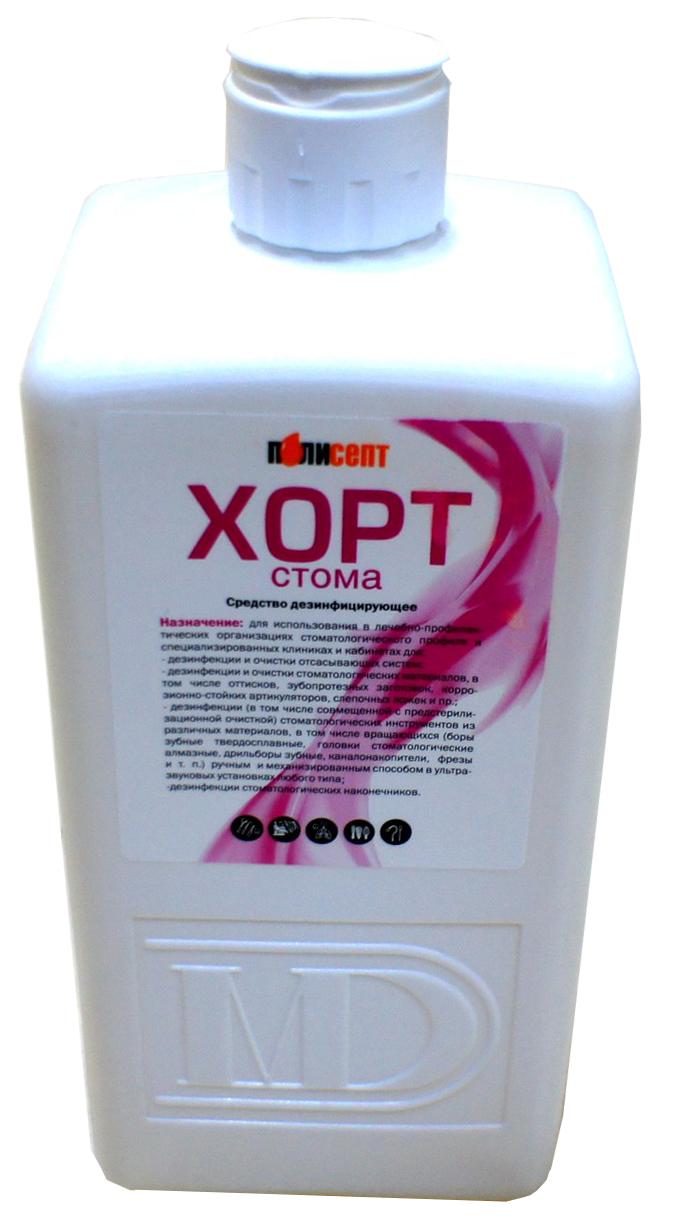 полисепт
ХОРТ
стома
Средство дезинфицирующее
Назначение: для использования в лечебно-профилак-
тических организациях стоматологического профиля и
специализированных клиниках и кабинетах для:
- дезинфекции и очистки отсасывающих систем;
- дезинфекции и очистки стоматологических материалов, в
том числе оттисков, зубопротезных заготовок, корро-
зионно-стойких артикуляторов, слепочных ложек и пр.;
- дезинфекции (в том числе совмещенной с предстерили-
зационной очисткой) стоматологических инструментов из
различных материалов, в том числе вращающихся (боры
зубные твердосплавные, головки стоматологические
алмазные, дрильборы зубные, каналонакопители, фрезы
и т. п.) ручным и механизированным способом в ультра-
звуковых установках любого типа;
-дезинфекции стоматологических наконечников.
MD